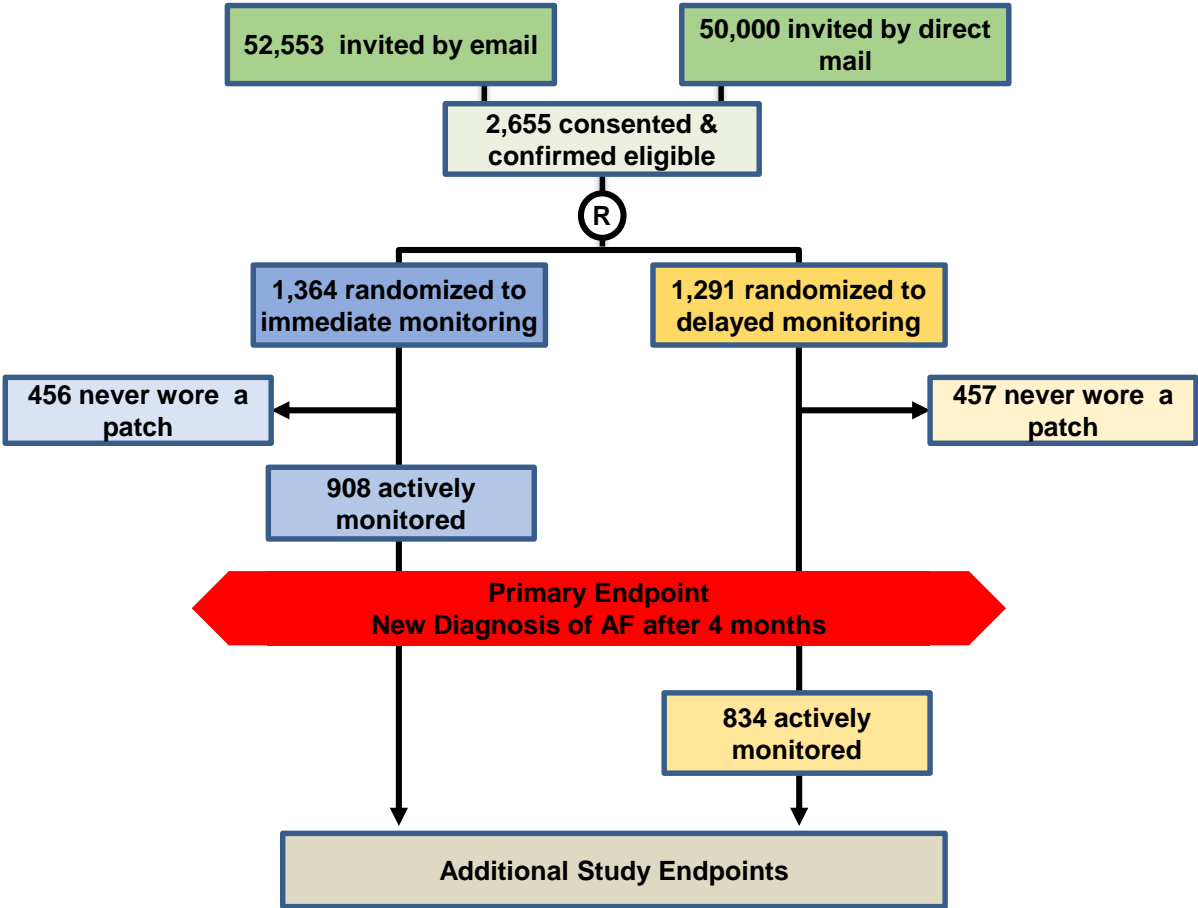 52,553 invited by email
50,000 invited by direct
mail
2,655 consented &
confirmed eligible
R
1,364 randomized to
immediate monitoring
1,291 randomized to
delayed monitoring
456 never wore a
patch
457 never wore a
patch
908 actively
monitored
Primary Endpoint
New Diagnosis of AF after 4 months
834 actively
monitored
Additional Study Endpoints